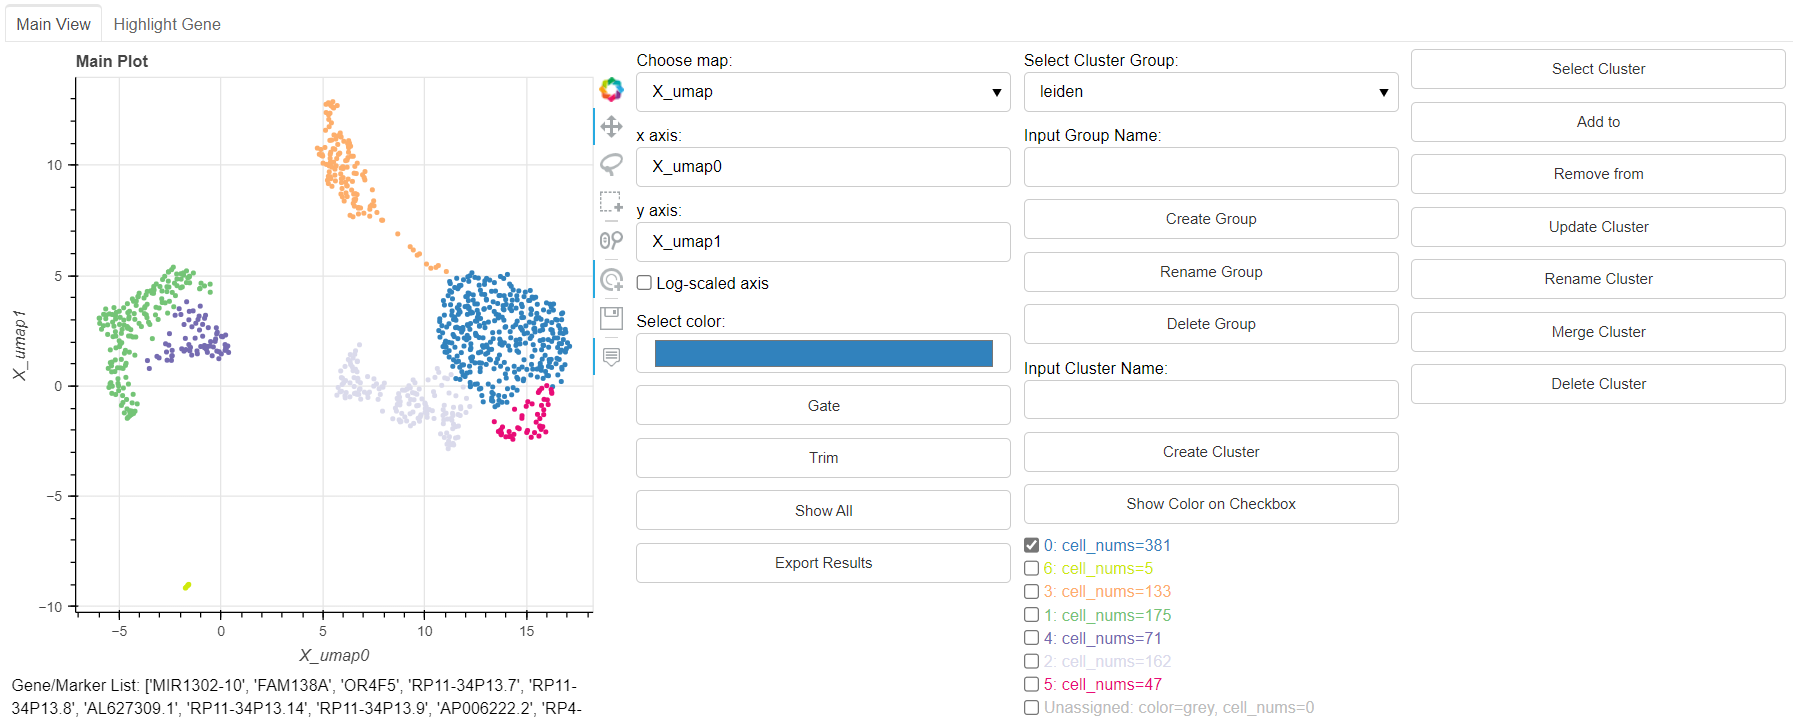 Main View
Highlight Gene
Main Plot
10
5
0
−5
−10
X_umap1
−5
0
5
10
15
X_umap0
Gene/Marker List: ['MIR1302-10', 'FAM138A', 'OR4F5', 'RP11-34P13.7', 'RP11-
34P13.8', 'AL627309.1', 'RP11-34P13.14', 'RP11-34P13.9', 'AP006222.2', 'RP4-
Choose map:
X_umap
x axis:
X_umap0
y axis:
X_umap1
Log-scaled axis
Select color:
Gate
Trim
Show All
Export Results
Select Cluster Group:
leiden
Input Group Name:
Create Group
Rename Group
Delete Group
Input Cluster Name:
Create Cluster
Show Color on Checkbox
0: cell_nums=381
6: cell_nums=5
3: cell_nums=133
1: cell_nums=175
4: cell_nums=71
2: cell_nums=162
5: cell_nums=47
Unassigned: color=grey, cell_nums=0
Select Cluster
Add to
Remove from
Update Cluster
Rename Cluster
Merge Cluster
Delete Cluster